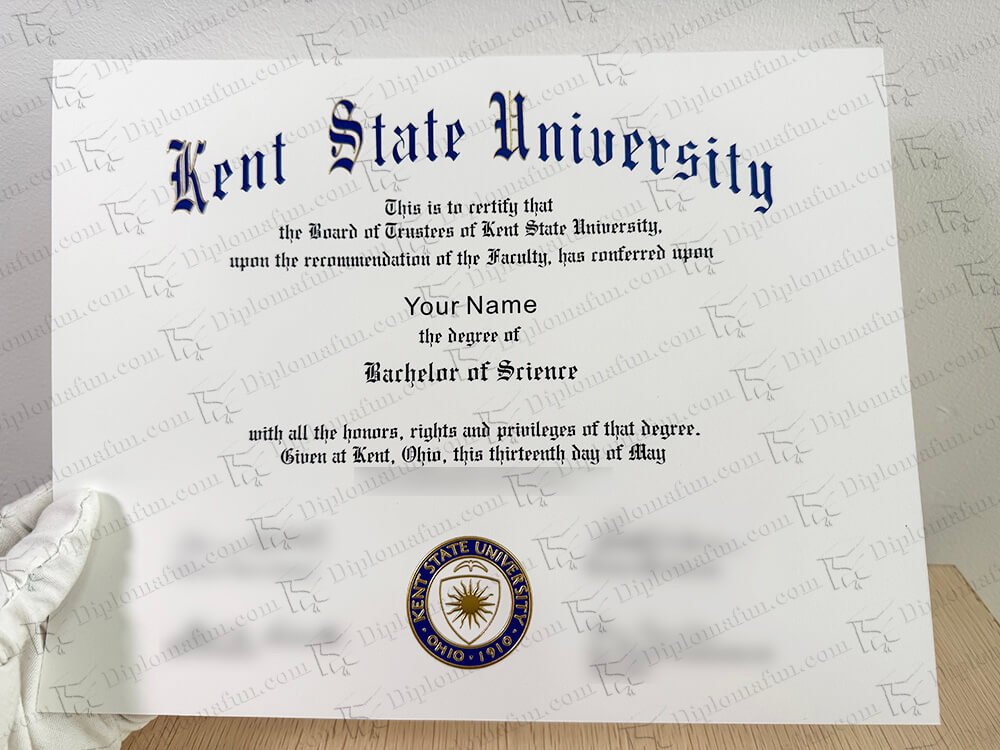 Kent State University
This is to certify that
the Board of Trustees of Kent State University,
upon the recommendation of the Faculty, has conferred upon
Your Name
the degree of
Bachelor of Science
with all the honors, rights and privileges of that degree.
Given at Kent, Ohio, this thirteenth day of May
KENT STATE UNIVERSITY
OHIO · 1910
Diplomafun.com